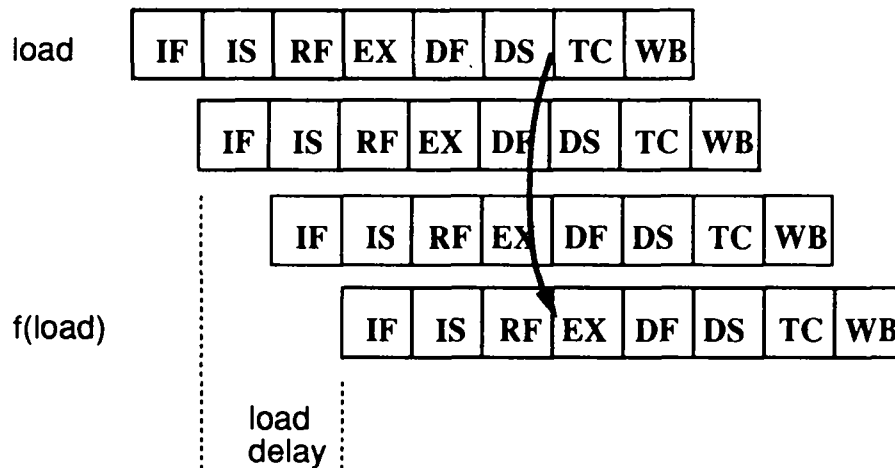 load IF IS RF EX DF DS TC WB
IF IS RF EX DF DS TC WB
IF IS RF EX DF DS TC WB
f(load) IF IS RF EX DF DS TC WB
load
delay